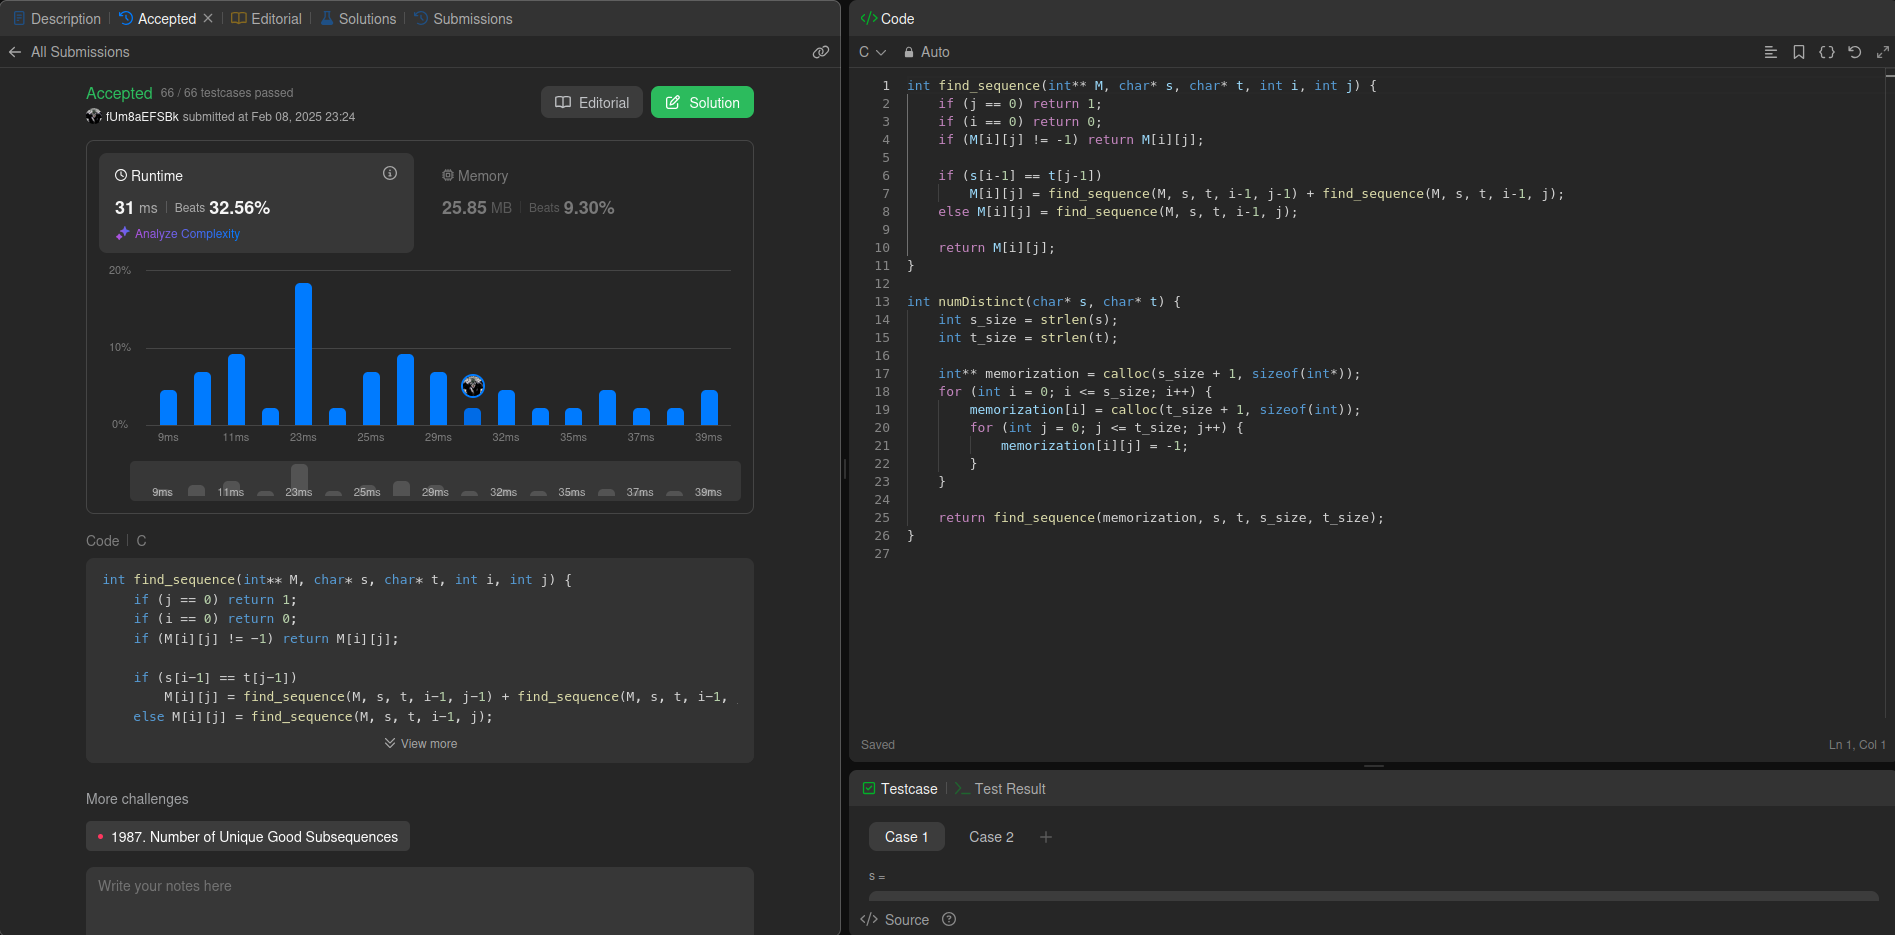 Description
Accepted
Editorial
Solutions
Submissions
All Submissions
Accepted 66 / 66 testcases passed
fUm8aEFSBk submitted at Feb 08, 2025 23:24
Editorial
Solution
Runtime
31 ms | Beats 32.56%
Analyze Complexity
Memory
25.85 MB | Beats 9.30%
20%
10%
0%
9ms 11ms 23ms 25ms 29ms 32ms 35ms 37ms 39ms
9ms 11ms 23ms 25ms 29ms 32ms 35ms 37ms 39ms
Code | C
int find_sequence(int** M, char* s, char* t, int i, int j) {
    if (j == 0) return 1;
    if (i == 0) return 0;
    if (M[i][j] != −1) return M[i][j];
    if (s[i−1] == t[j−1])
        M[i][j] = find_sequence(M, s, t, i−1, j−1) + find_sequence(M, s, t, i−1,
    else M[i][j] = find_sequence(M, s, t, i−1, j);
View more
More challenges
1987. Number of Unique Good Subsequences
Write your notes here
</> Code
C
Auto
1 int find_sequence(int** M, char* s, char* t, int i, int j) {
2     if (j == 0) return 1;
3     if (i == 0) return 0;
4     if (M[i][j] != -1) return M[i][j];
5
6     if (s[i-1] == t[j-1])
7         M[i][j] = find_sequence(M, s, t, i-1, j-1) + find_sequence(M, s, t, i-1, j);
8     else M[i][j] = find_sequence(M, s, t, i-1, j);
9
10     return M[i][j];
11 }
12
13 int numDistinct(char* s, char* t) {
14     int s_size = strlen(s);
15     int t_size = strlen(t);
16
17     int** memorization = calloc(s_size + 1, sizeof(int*));
18     for (int i = 0; i <= s_size; i++) {
19         memorization[i] = calloc(t_size + 1, sizeof(int));
20         for (int j = 0; j <= t_size; j++) {
21             memorization[i][j] = -1;
22         }
23     }
24
25     return find_sequence(memorization, s, t, s_size, t_size);
26 }
27
Saved
Ln 1, Col 1
Testcase
Test Result
Case 1
Case 2
s =
</> Source